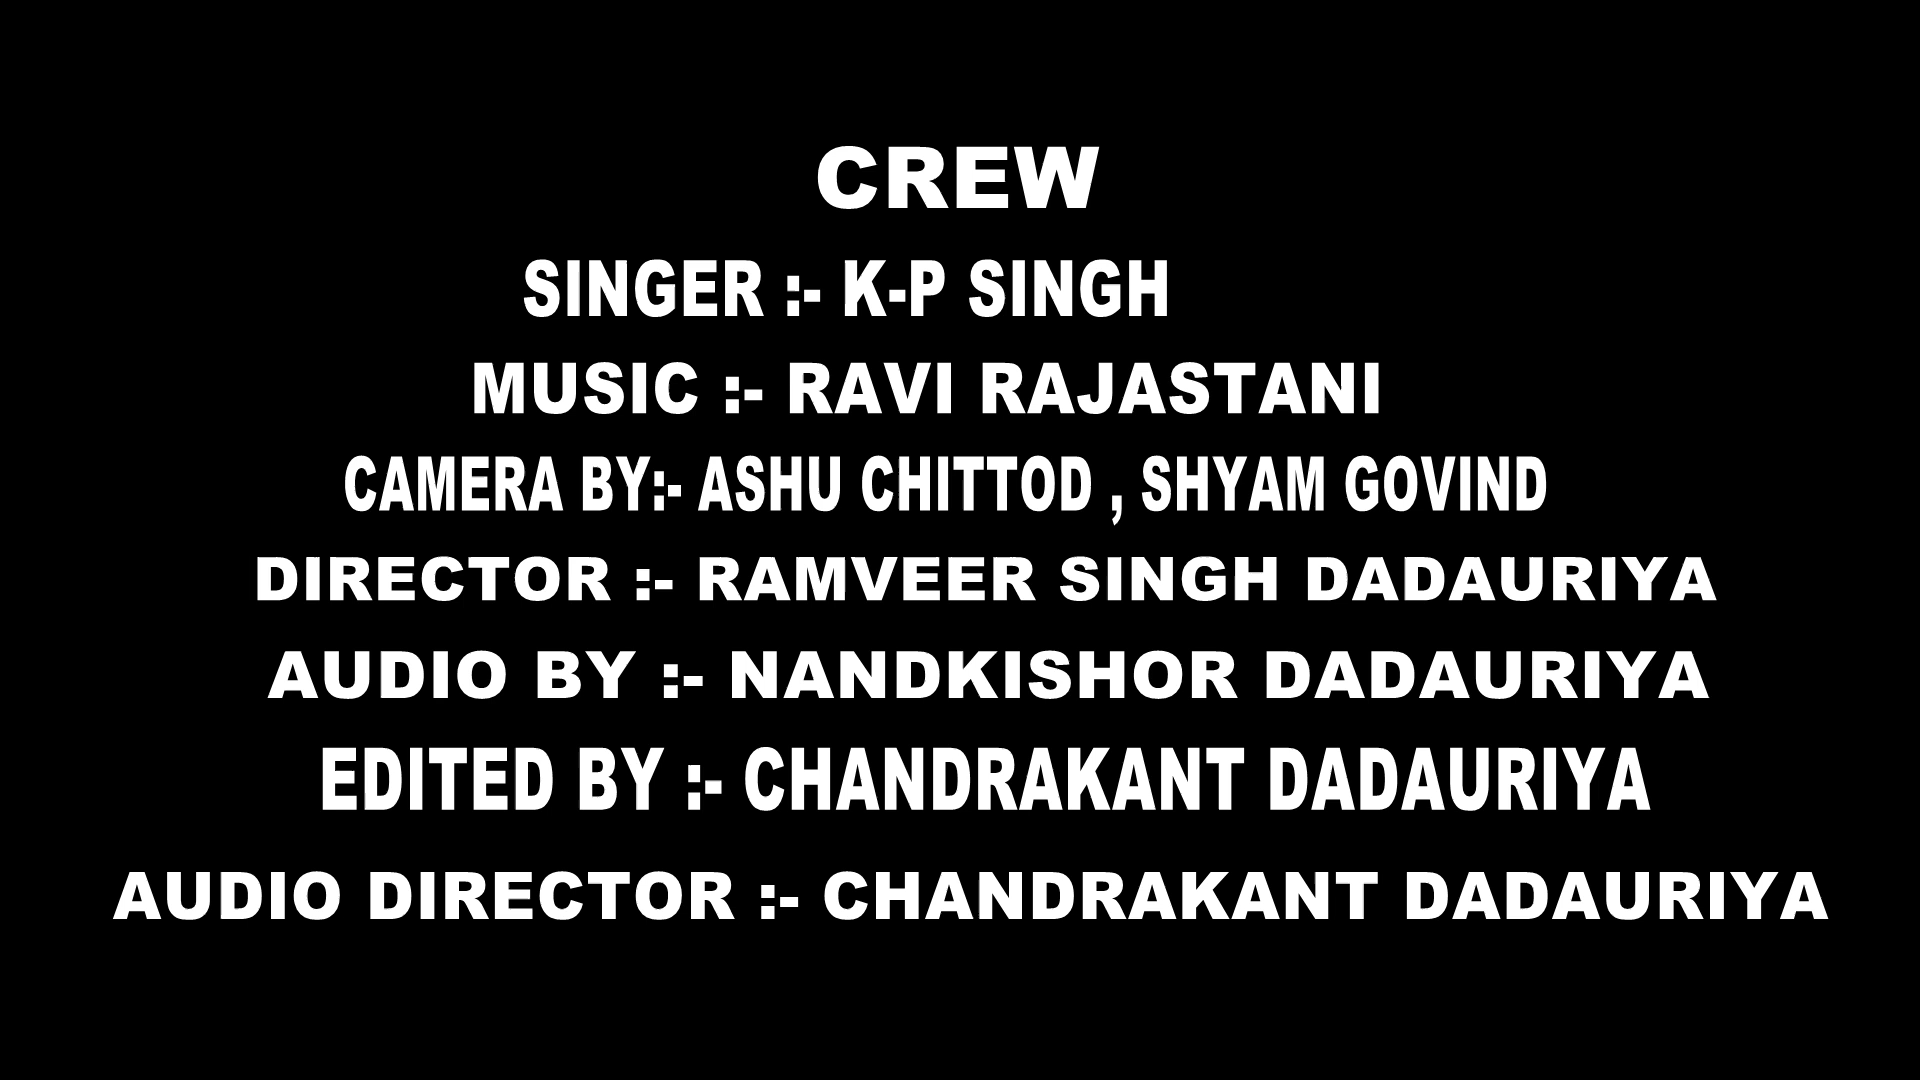 CREW
SINGER :- K-P SINGH
MUSIC :- RAVI RAJASTANI
CAMERA BY:- ASHU CHITTOD , SHYAM GOVIND
DIRECTOR :- RAMVEER SINGH DADAURIYA
AUDIO BY :- NANDKISHOR DADAURIYA
EDITED BY :- CHANDRAKANT DADAURIYA
AUDIO DIRECTOR :- CHANDRAKANT DADAURIYA